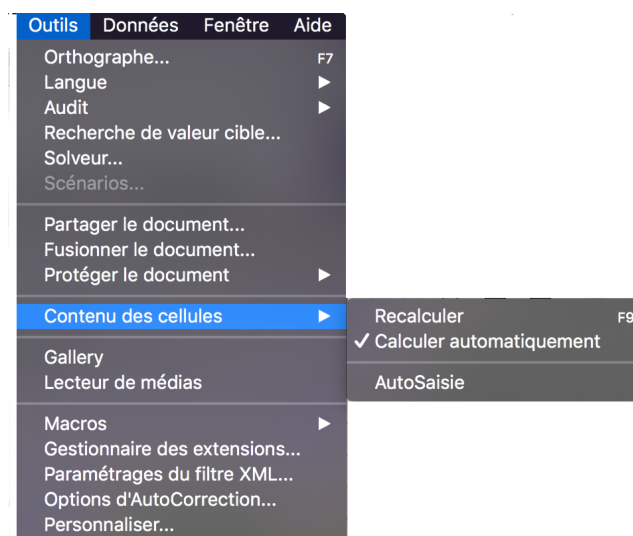 Outils Données Fenêtre Aide
Orthographe... F7
Langue
Audit
Recherche de valeur cible...
Solveur...
Scénarios...
Partager le document...
Fusionner le document...
Protéger le document
Contenu des cellules
Recalculer F9
✓ Calculer automatiquement
AutoSaisie
Gallery
Lecteur de médias
Macros
Gestionnaire des extensions...
Paramétrages du filtre XML...
Options d'AutoCorrection...
Personnaliser...